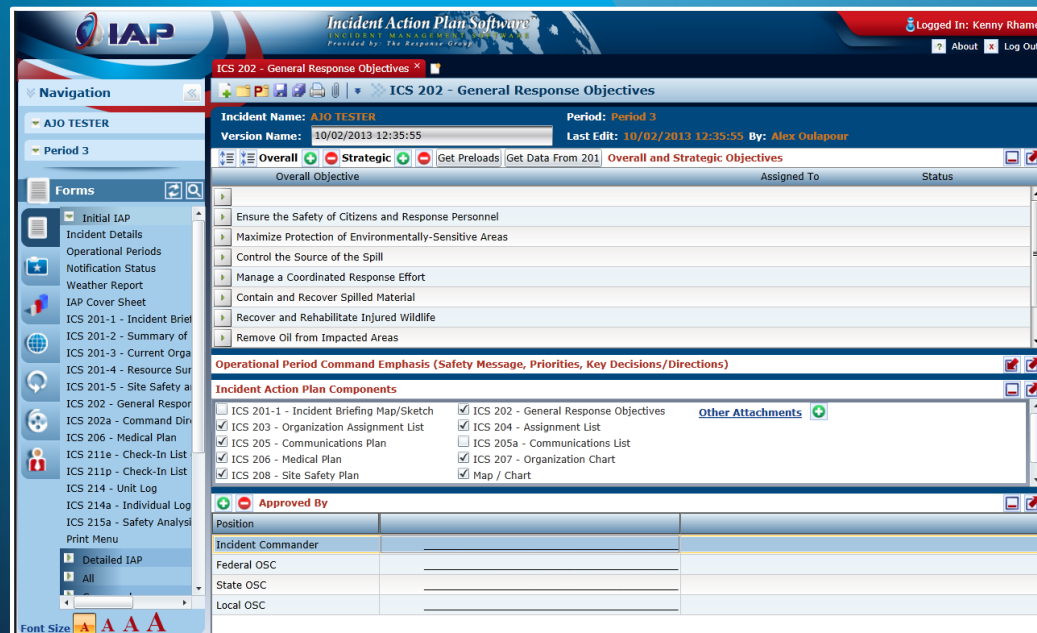 IAP
Incident Action Plan Software
INCIDENT MANAGEMENT SOFTWARE
Provided by: The Response Group
Logged In: Kenny Rhame
? About x Log Out
ICS 202 - General Response Objectives
Navigation
AJO TESTER
Period 3
Forms
Initial IAP
Incident Details
Operational Periods
Notification Status
Weather Report
IAP Cover Sheet
ICS 201-1 - Incident Brief
ICS 201-2 - Summary of
ICS 201-3 - Current Orga
ICS 201-4 - Resource Sur
ICS 201-5 - Site Safety a
ICS 202 - General Respor
ICS 202a - Command Dir
ICS 206 - Medical Plan
ICS 211e - Check-In List
ICS 211p - Check-In List
ICS 214 - Unit Log
ICS 214a - Individual Log
ICS 215a - Safety Analysi
Print Menu
Detailed IAP
All
Font Size A A A A
ICS 202 - General Response Objectives
Incident Name: AJO TESTER Period: Period 3
Version Name: 10/02/2013 12:35:55 Last Edit: 10/02/2013 12:35:55 By: Alex Oulapour
Overall Strategic Get Preloads Get Data From 201 Overall and Strategic Objectives
Overall Objective Assigned To Status
Ensure the Safety of Citizens and Response Personnel
Maximize Protection of Environmentally-Sensitive Areas
Control the Source of the Spill
Manage a Coordinated Response Effort
Contain and Recover Spilled Material
Recover and Rehabilitate Injured Wildlife
Remove Oil from Impacted Areas
Operational Period Command Emphasis (Safety Message, Priorities, Key Decisions/Directions)
Incident Action Plan Components
ICS 201-1 - Incident Briefing Map/Sketch ICS 202 - General Response Objectives Other Attachments
ICS 203 - Organization Assignment List ICS 204 - Assignment List
ICS 205 - Communications Plan ICS 205a - Communications List
ICS 206 - Medical Plan ICS 207 - Organization Chart
ICS 208 - Site Safety Plan Map / Chart
Approved By
Position
Incident Commander
Federal OSC
State OSC
Local OSC